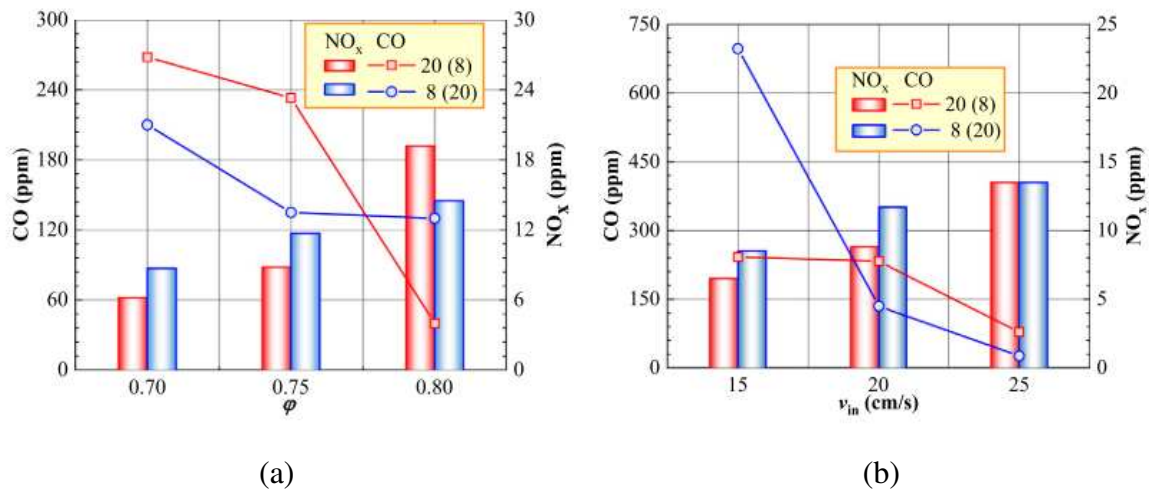 300
240
180
120
60
0
CO (ppm)
NOx CO
20 (8)
8 (20)
30
24
18
12
6
0
NOX (ppm)
0.70 0.75 0.80
φ
(a)
750
600
450
300
150
0
CO (ppm)
NOx CO
20 (8)
8 (20)
25
20
15
10
5
0
NOx (ppm)
15 20 25
vin (cm/s)
(b)